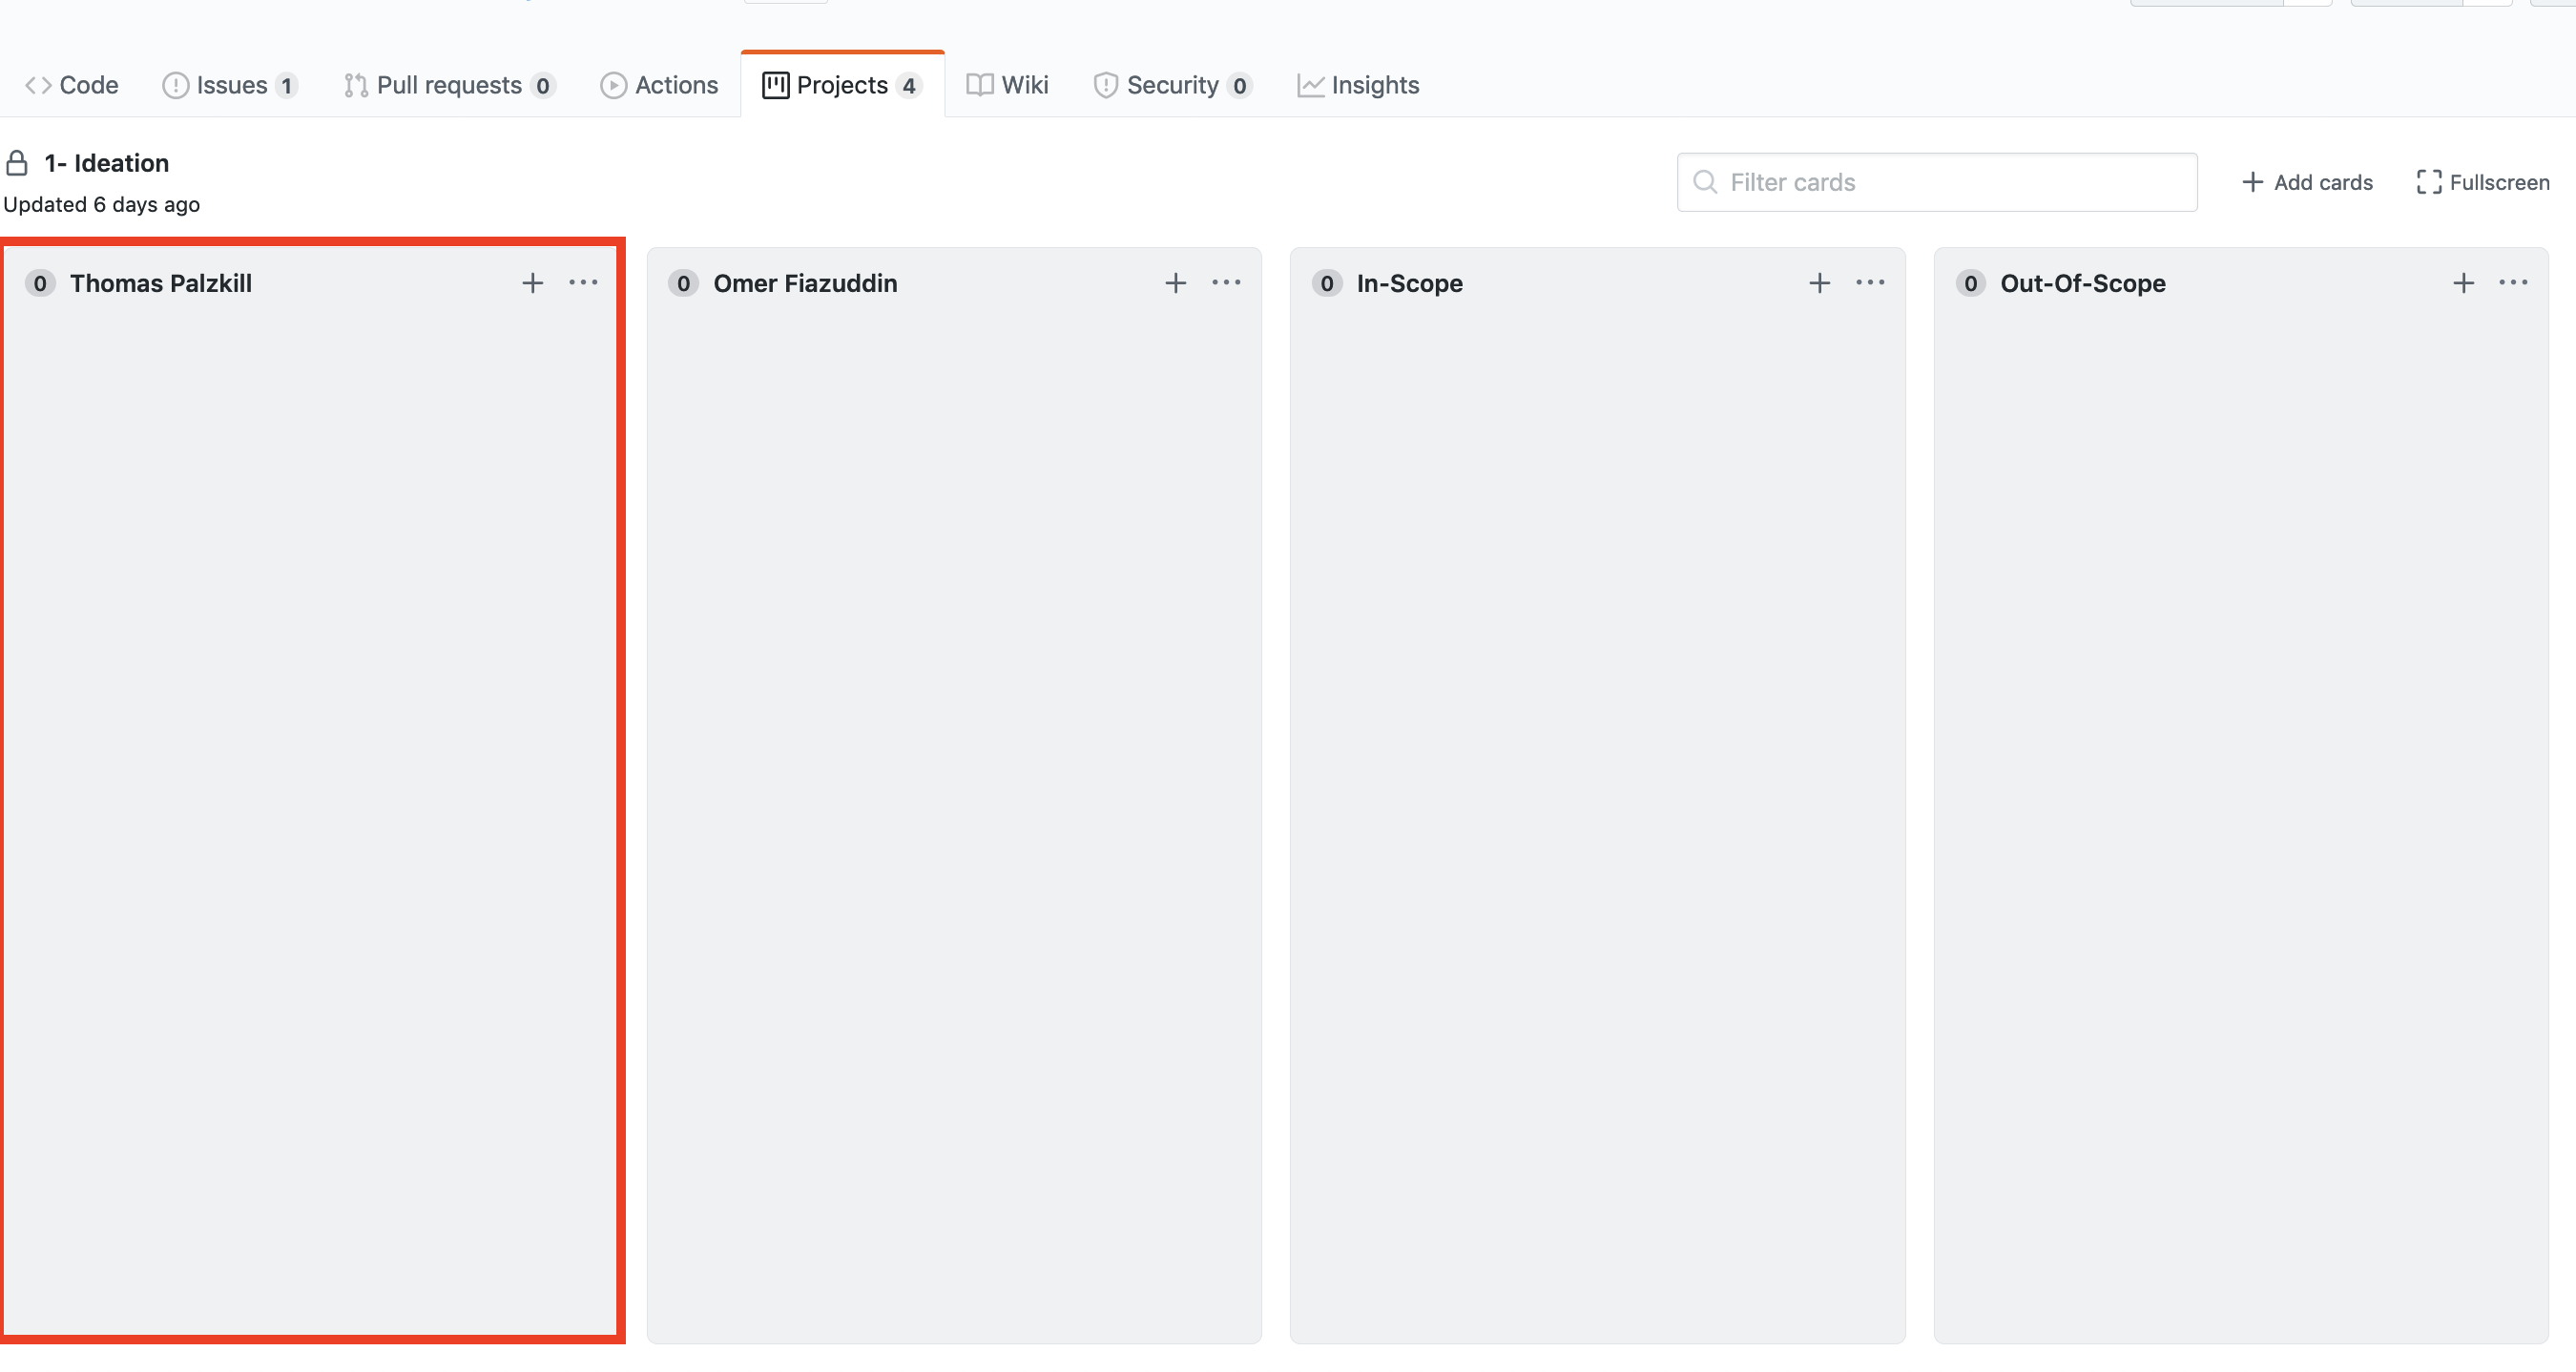 Code Issues 1 Pull requests 0 Actions Projects 4 Wiki Security 0 Insights
1- Ideation
Updated 6 days ago
Filter cards
Add cards
Fullscreen
0 Thomas Palzkill
0 Omer Fiazuddin
0 In-Scope
0 Out-Of-Scope